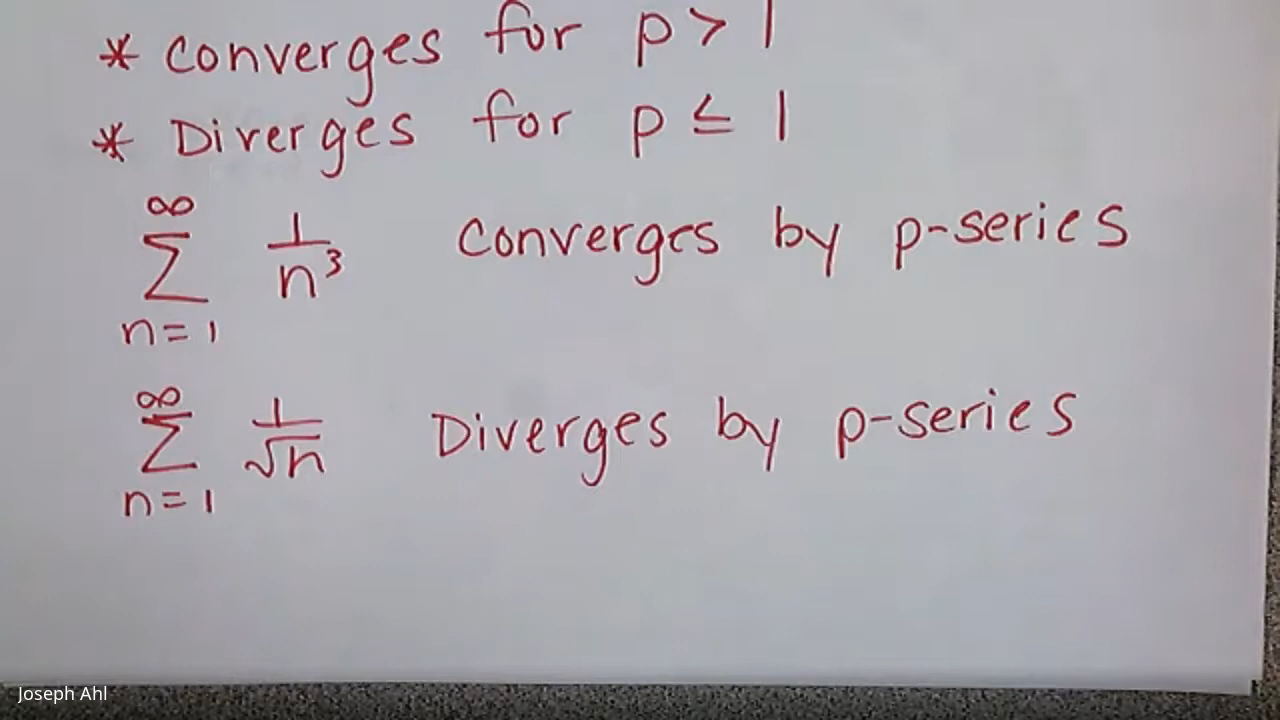 * Converges for p > 1
* Diverges for p ≤ 1
∞
∑ 1/n³ Converges by p-series
n=1
∞
∑ 1/√n Diverges by p-series
n=1
Joseph Ahl